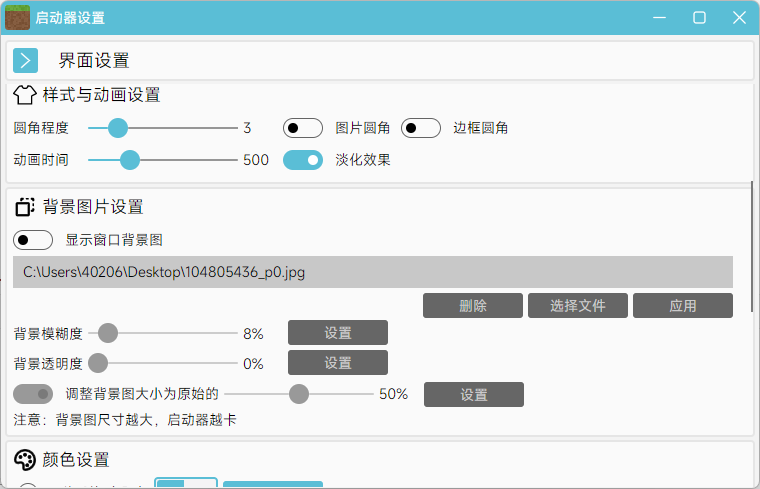 启动器设置
界面设置
样式与动画设置
圆角程度 3 图片圆角 边框圆角
动画时间 500 淡化效果
背景图片设置
显示窗口背景图
C:\Users\40206\Desktop\104805436_p0.jpg
删除 选择文件 应用
背景模糊度 8% 设置
背景透明度 0% 设置
调整背景图大小为原始的 50% 设置
注意：背景图尺寸越大，启动器越卡
颜色设置